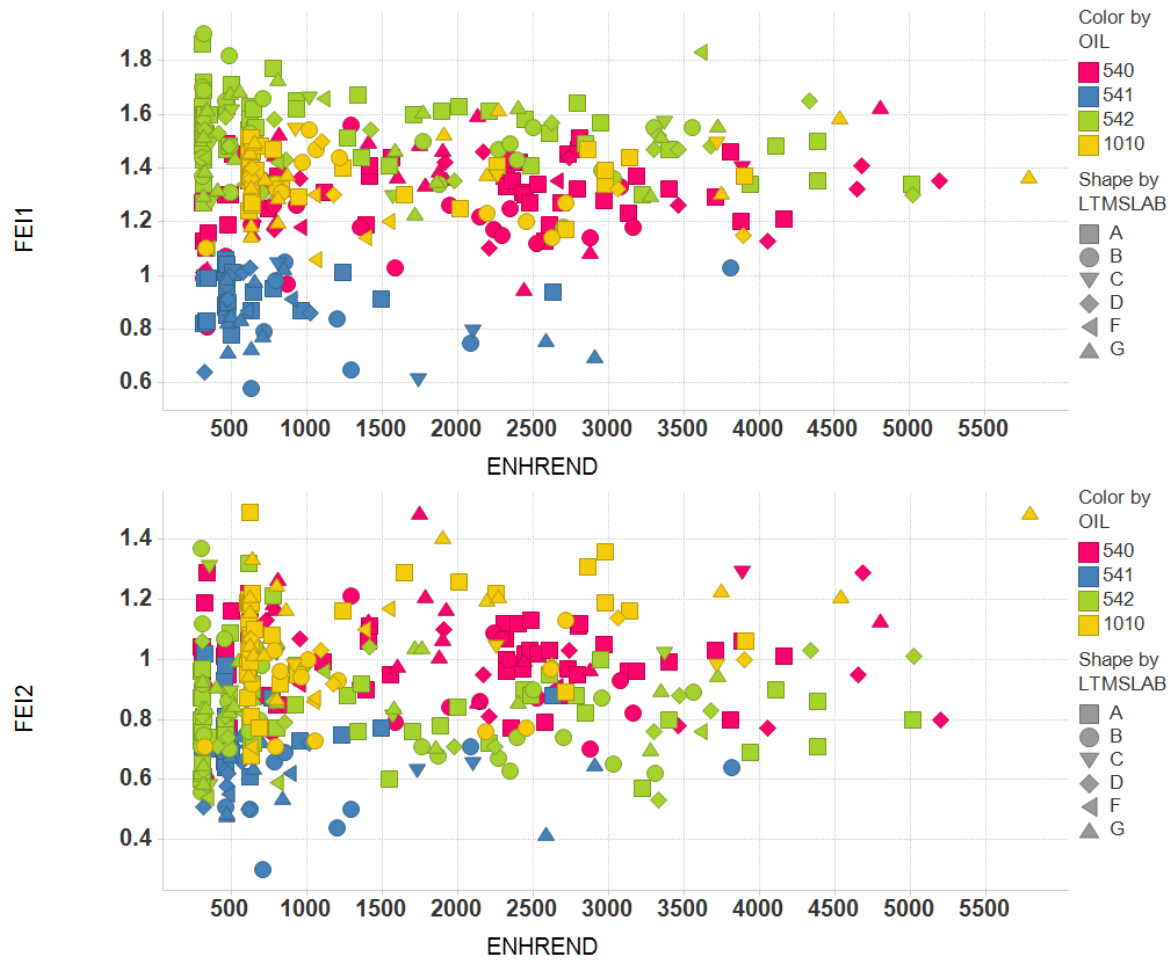 Color by
OIL
540
541
542
1010
Shape by
LTMSLAB
A
B
C
D
F
G
FEI1
1.8
1.6
1.4
1.2
1
0.8
0.6
500 1000 1500 2000 2500 3000 3500 4000 4500 5000 5500
ENHREND
Color by
OIL
540
541
542
1010
Shape by
LTMSLAB
A
B
C
D
F
G
FEI2
1.4
1.2
1
0.8
0.6
0.4
500 1000 1500 2000 2500 3000 3500 4000 4500 5000 5500
ENHREND